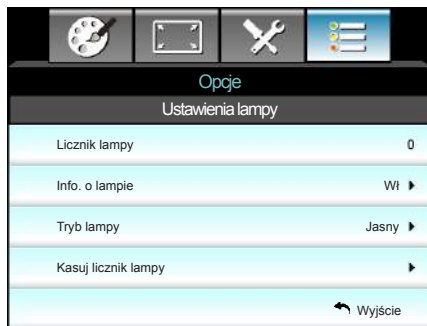 Opcje
Ustawienia lampy
Licznik lampy 0
Info. o lampie Wł
Tryb lampy Jasny
Kasuj licznik lampy
Wyjście